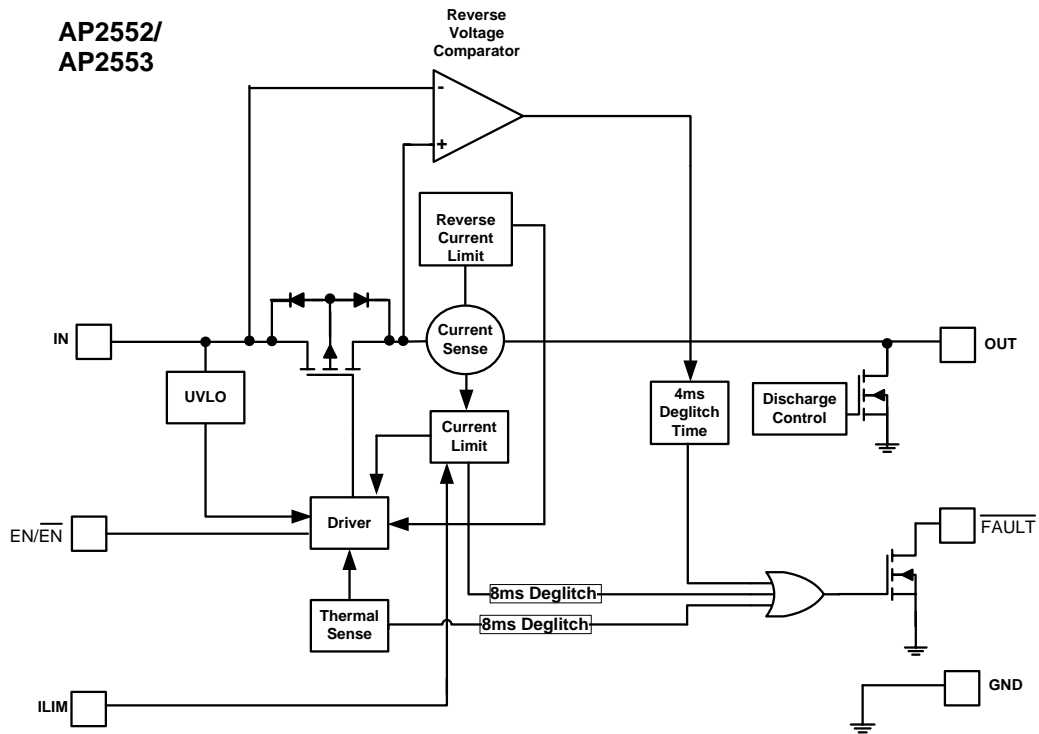 AP2552/
AP2553
Reverse
Voltage
Comparator
-
+
Reverse
Current
Limit
IN
Current
Sense
OUT
UVLO
4ms
Deglitch
Time
Discharge
Control
Current
Limit
Driver
EN/EN
FAULT
8ms Deglitch
Thermal
Sense
8ms Deglitch
ILIM
GND